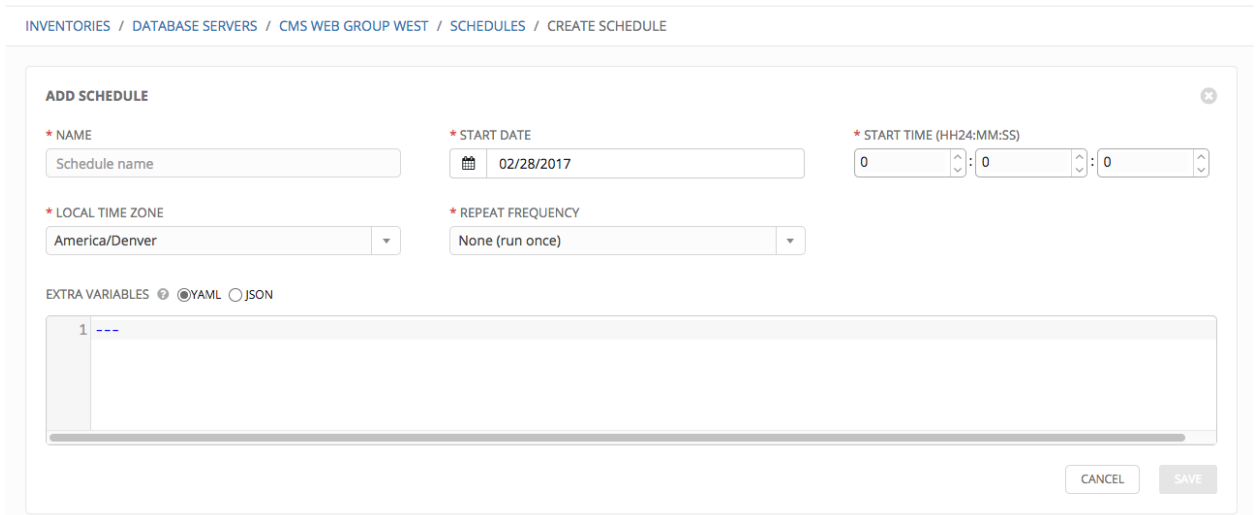 INVENTORIES / DATABASE SERVERS / CMS WEB GROUP WEST / SCHEDULES / CREATE SCHEDULE
ADD SCHEDULE
* NAME * START DATE * START TIME (HH24:MM:SS)
Schedule name 02/28/2017 0 : 0 : 0
* LOCAL TIME ZONE * REPEAT FREQUENCY
America/Denver None (run once)
EXTRA VARIABLES ? YAML JSON
1 ---
CANCEL SAVE